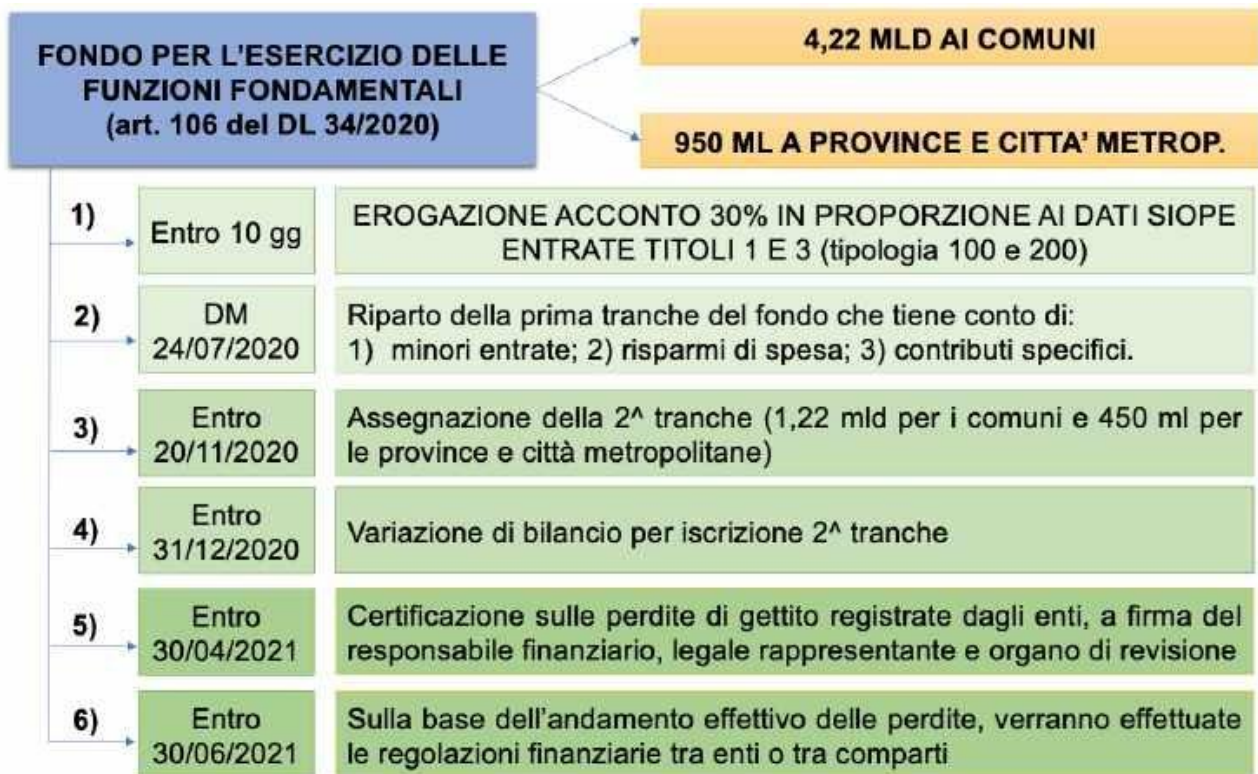 FONDO PER L'ESERCIZIO DELLE
FUNZIONI FONDAMENTALI
(art. 106 del DL 34/2020)
4,22 MLD AI COMUNI
950 ML A PROVINCE E CITTA' METROP.
1)
Entro 10 gg
EROGAZIONE ACCONTO 30% IN PROPORZIONE AI DATI SIOPE
ENTRATE TITOLI 1 E 3 (tipologia 100 e 200)
2)
DM
24/07/2020
Riparto della prima tranche del fondo che tiene conto di:
1) minori entrate; 2) risparmi di spesa; 3) contributi specifici.
3)
Entro
20/11/2020
Assegnazione della 2^ tranche (1,22 mld per i comuni e 450 ml per
le province e città metropolitane)
4)
Entro
31/12/2020
Variazione di bilancio per iscrizione 2^ tranche
5)
Entro
30/04/2021
Certificazione sulle perdite di gettito registrate dagli enti, a firma del
responsabile finanziario, legale rappresentante e organo di revisione
6)
Entro
30/06/2021
Sulla base dell'andamento effettivo delle perdite, verranno effettuate
le regolazioni finanziarie tra enti o tra comparti